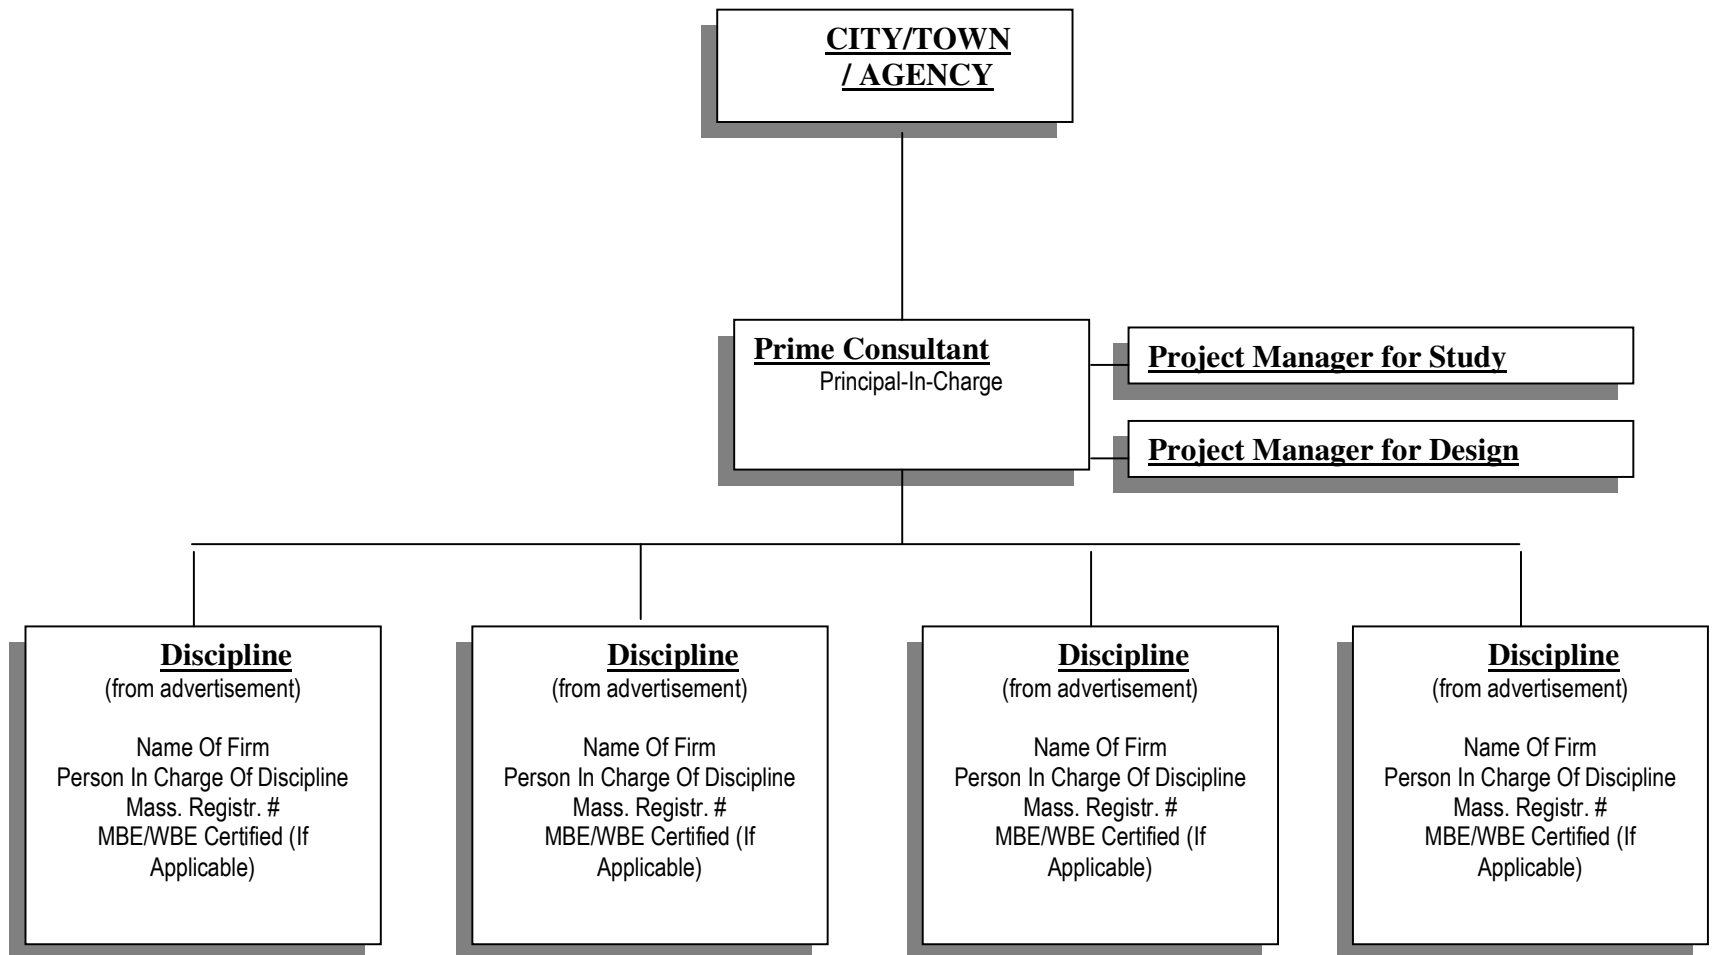 CITY/TOWN
/ AGENCY
Prime Consultant
Principal-In-Charge
Project Manager for Study
Project Manager for Design
Discipline
(from advertisement)
Name Of Firm
Person In Charge Of Discipline
Mass. Registr. #
MBE/WBE Certified (If
Applicable)
Discipline
(from advertisement)
Name Of Firm
Person In Charge Of Discipline
Mass. Registr. #
MBE/WBE Certified (If
Applicable)
Discipline
(from advertisement)
Name Of Firm
Person In Charge Of Discipline
Mass. Registr. #
MBE/WBE Certified (If
Applicable)
Discipline
(from advertisement)
Name Of Firm
Person In Charge Of Discipline
Mass. Registr. #
MBE/WBE Certified (If
Applicable)